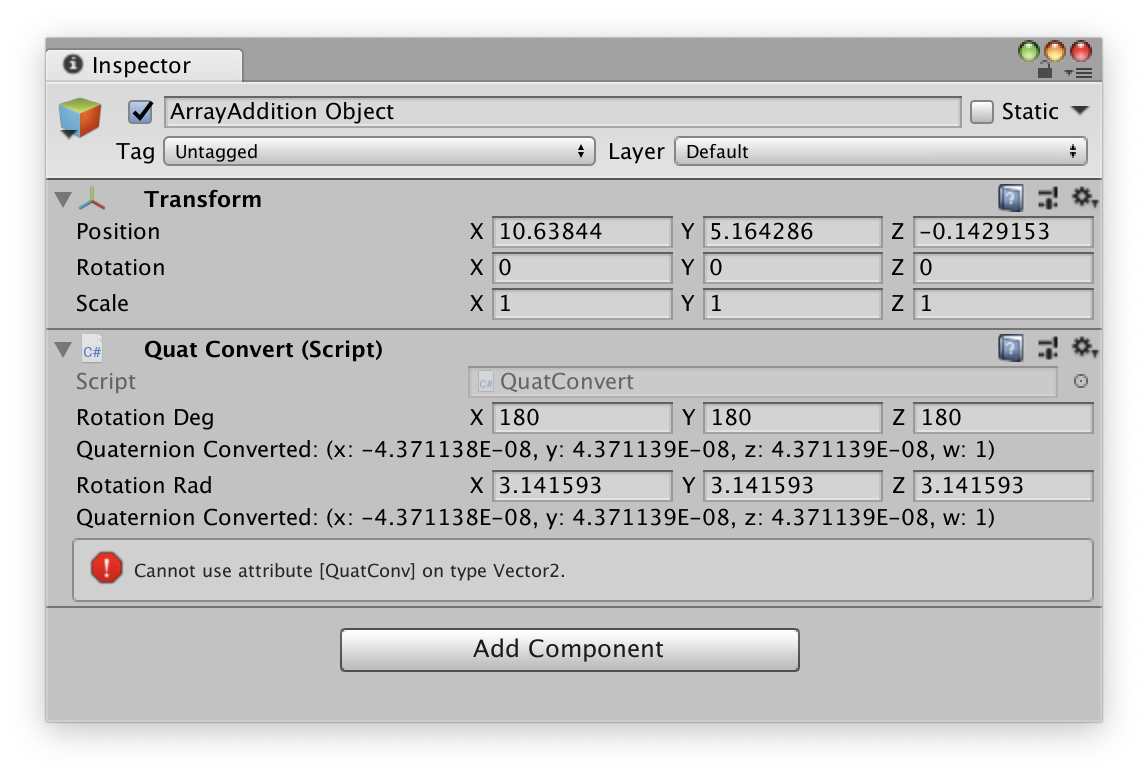 Inspector
ArrayAddition Object Static
Tag Untagged Layer Default
Transform
Position X 10.63844 Y 5.164286 Z -0.1429153
Rotation X 0 Y 0 Z 0
Scale X 1 Y 1 Z 1
C# Quat Convert (Script)
Script C# QuatConvert
Rotation Deg X 180 Y 180 Z 180
Quaternion Converted: (x: -4.371138E-08, y: 4.371139E-08, z: 4.371139E-08, w: 1)
Rotation Rad X 3.141593 Y 3.141593 Z 3.141593
Quaternion Converted: (x: -4.371138E-08, y: 4.371139E-08, z: 4.371139E-08, w: 1)
Cannot use attribute [QuatConv] on type Vector2.
Add Component